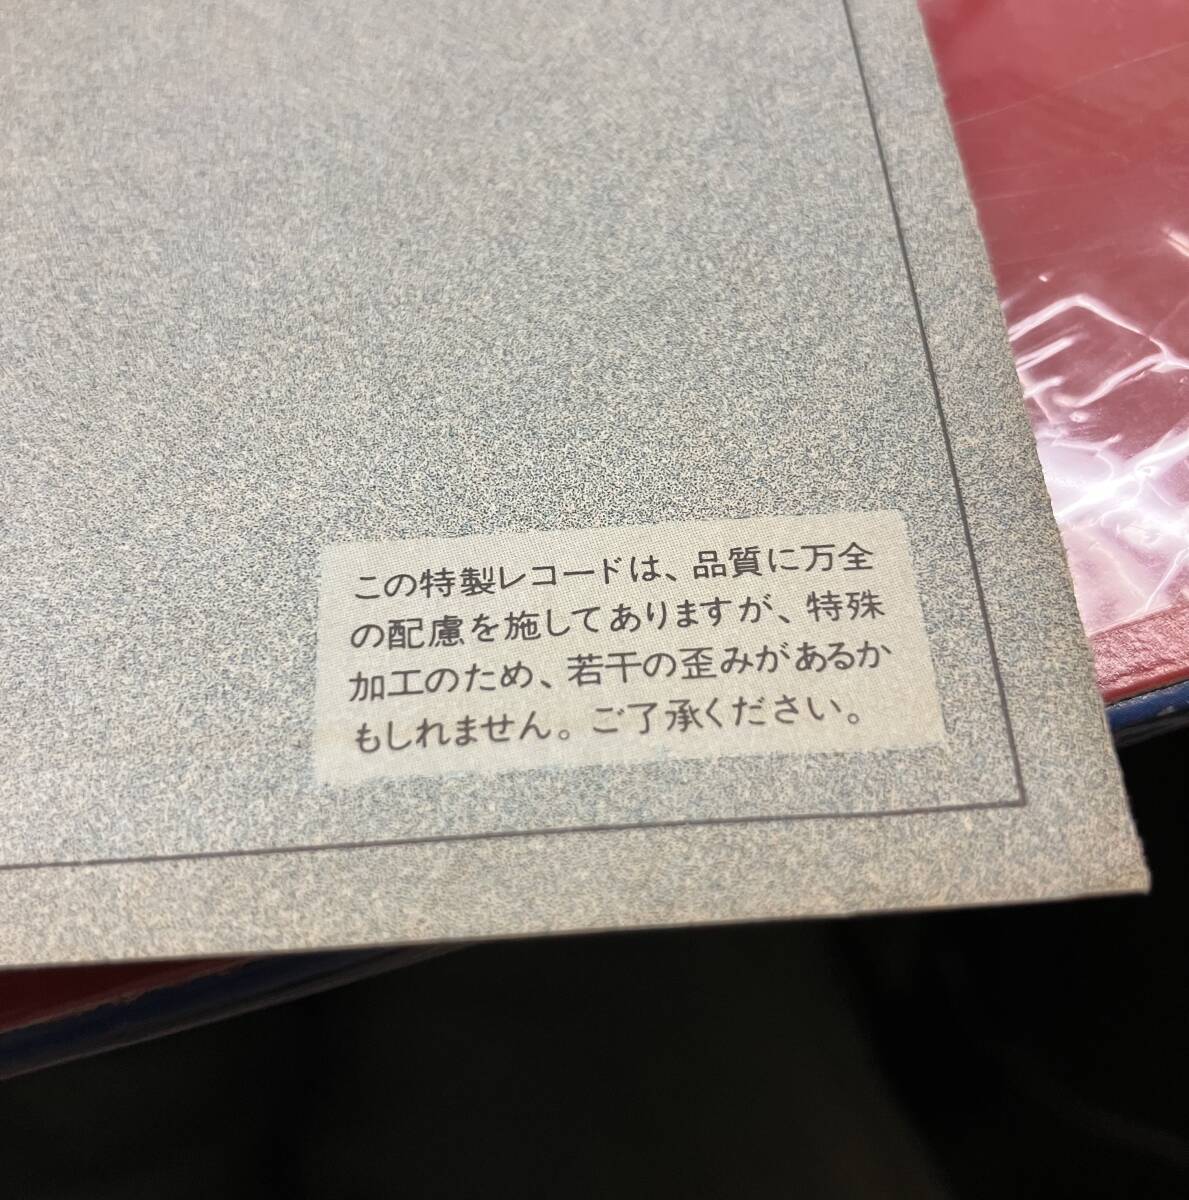 この特製レコードは、品質に万全
の配慮を施してありますが、特殊
加工のため、若干の歪みがあるか
もしれません。ご了承ください。